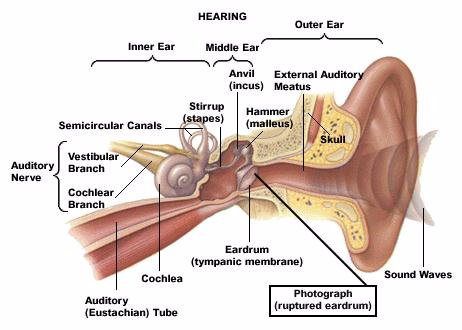 HEARING
Outer Ear
Inner Ear
Middle Ear
Anvil
(incus)
External Auditory
Meatus
Stirrup
(stapes)
Hammer
(malleus)
Semicircular Canals
Skull
Auditory
Nerve
Vestibular
Branch
Cochlear
Branch
Eardrum
(tympanic membrane)
Cochlea
Sound Waves
Auditory
(Eustachian) Tube
Photograph
(ruptured eardrum)